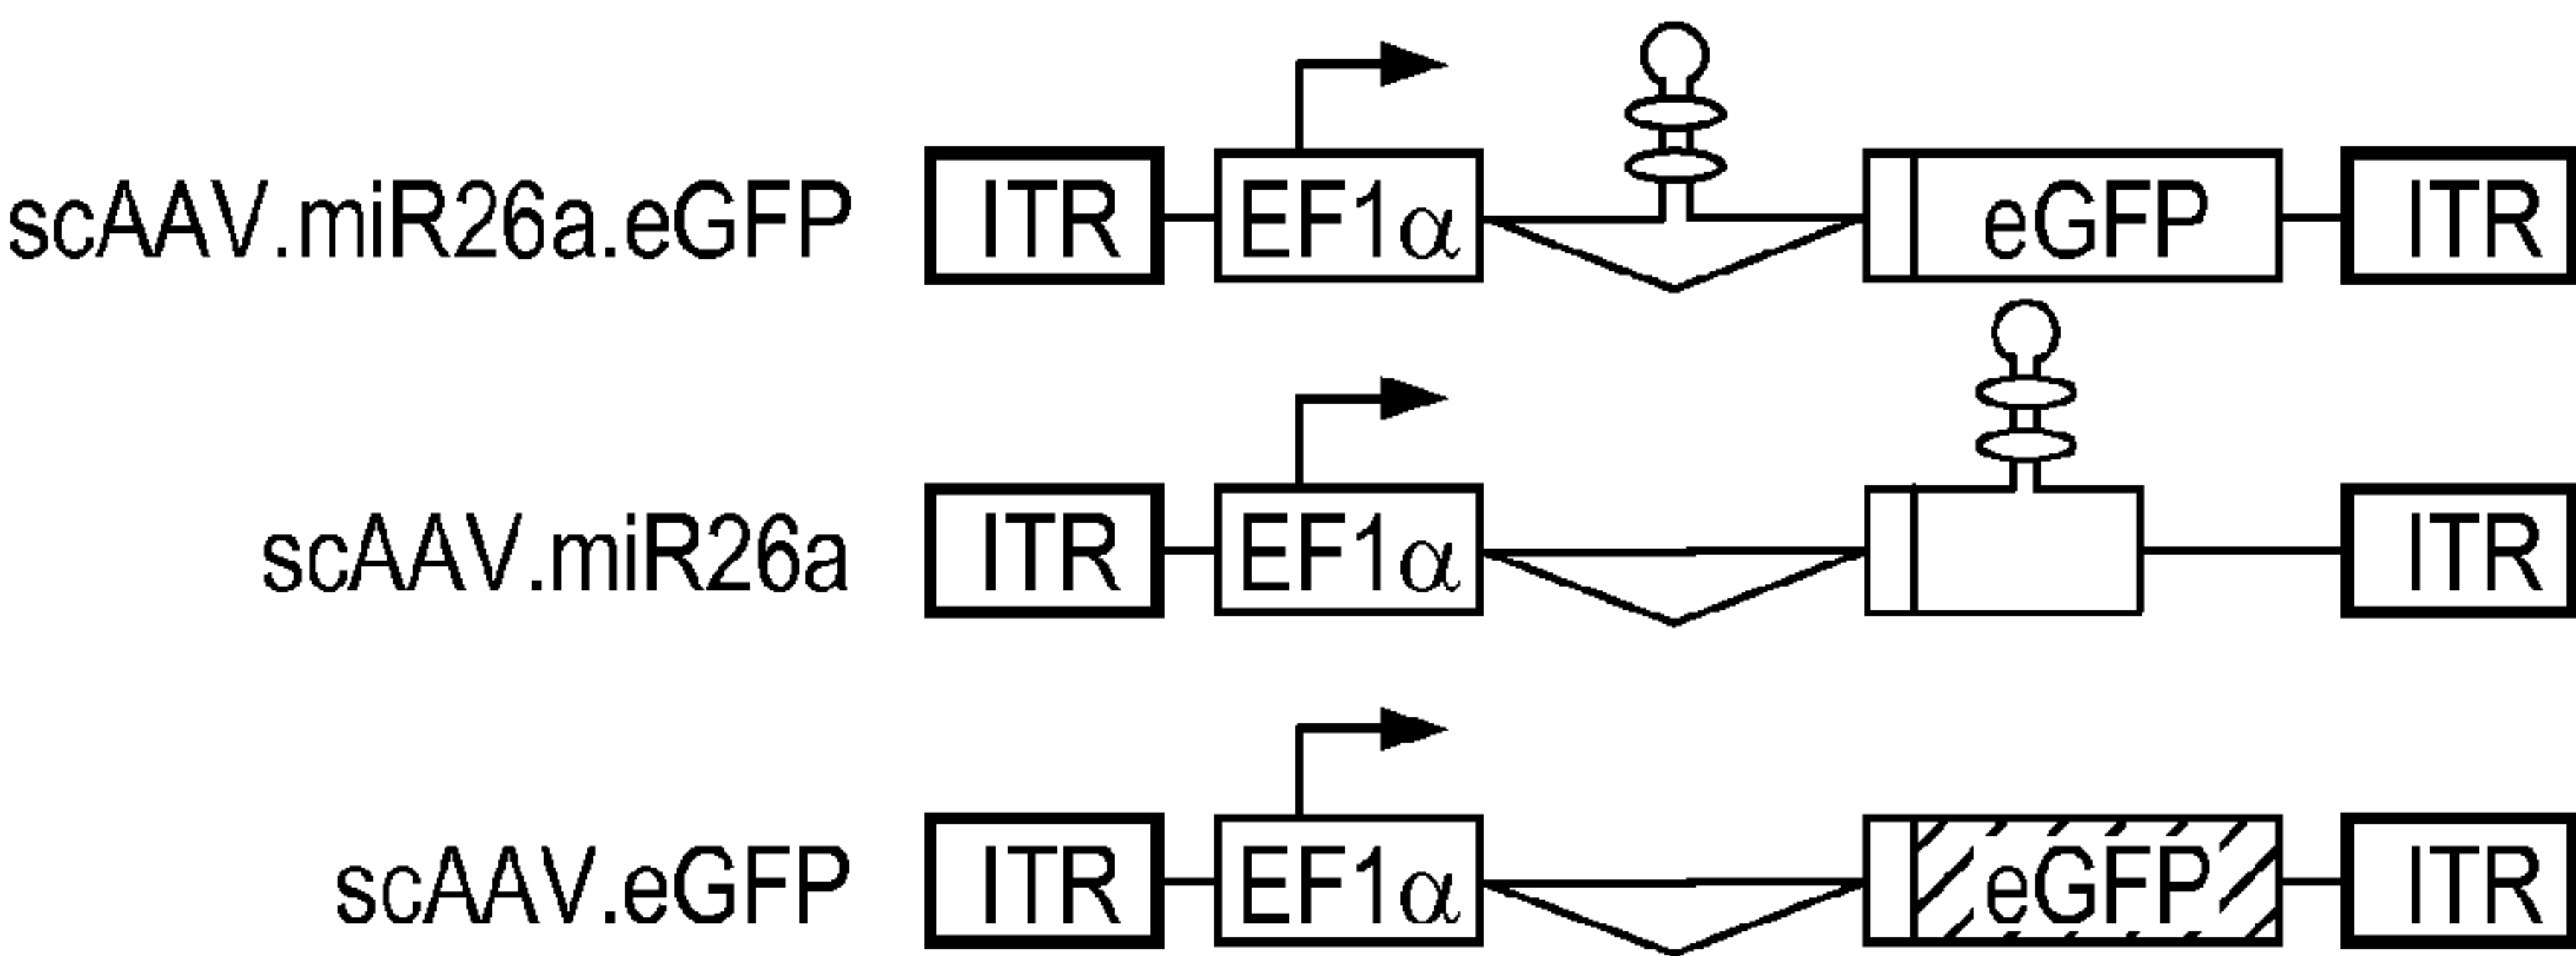 scAAV.miR26a.eGFP ITR EF1α eGFP ITR
scAAV.miR26a ITR EF1α ITR
scAAV.eGFP ITR EF1α eGFP ITR